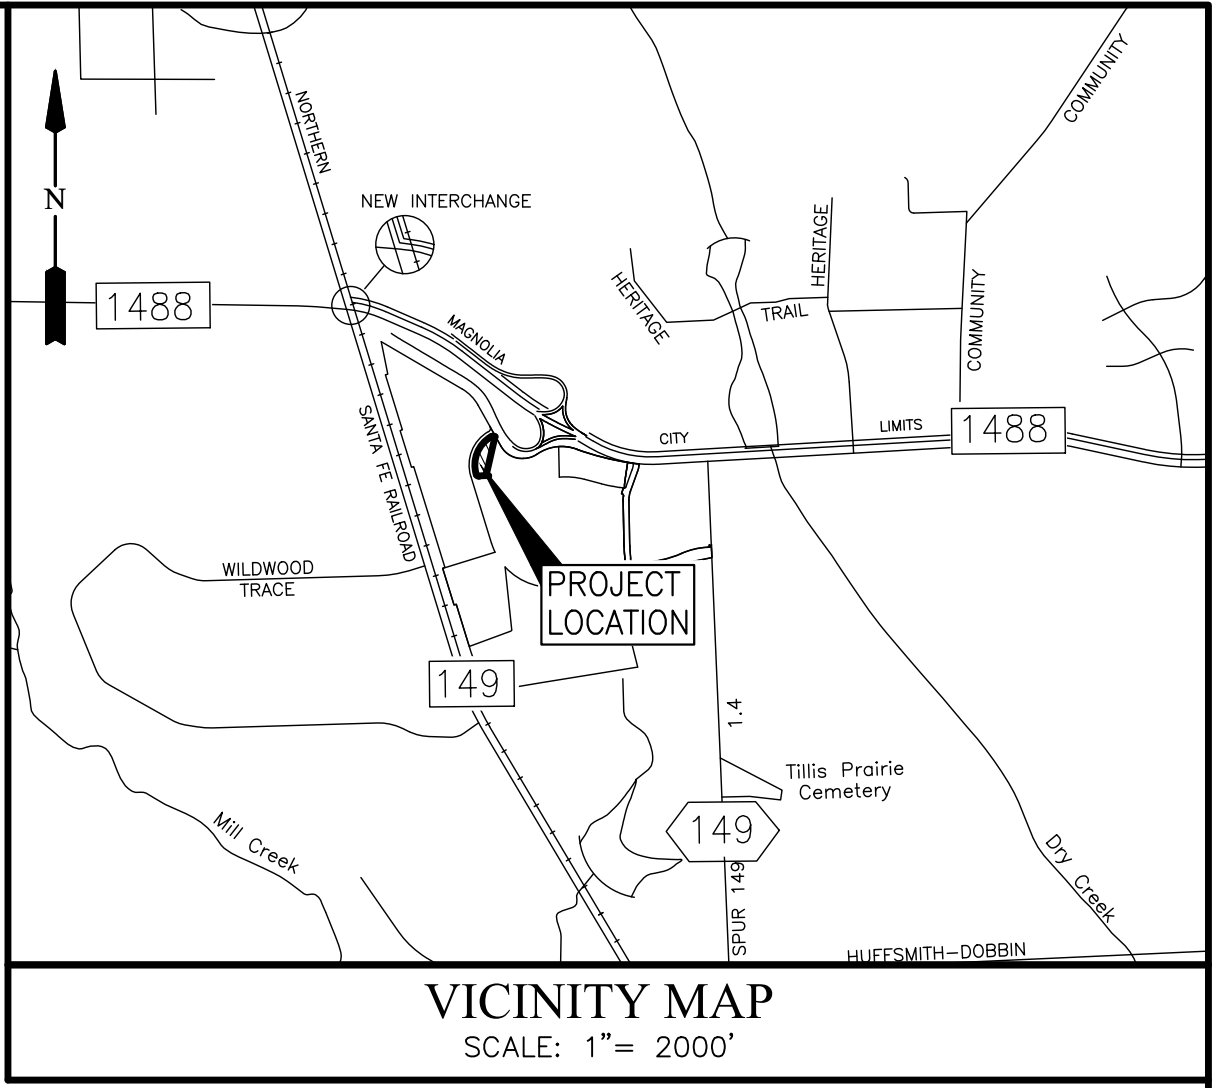 COMMUNITY
NORTHERN
N
NEW INTERCHANGE
HERITAGE
HERITAGE
COMMUNITY
1488
TRAIL
MAGNOLIA
CITY
LIMITS
1488
SANTA FE RAILROAD
WILDWOOD
TRACE
PROJECT
LOCATION
149
1.4
Tillis Prairie
Cemetery
149
Mill Creek
Dry Creek
SPUR 149
HUFFSMITH-DOBBIN
VICINITY MAP
SCALE: 1"= 2000'